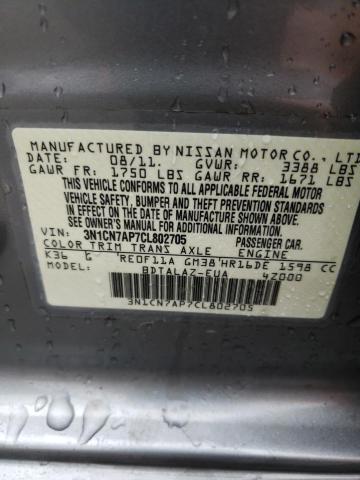 MANUFACTURED BY NISSAN MOTOR CO., LTD
DATE: 08/11. GVWR: 3388 LBS
GAWR FR: 1750 LBS GAWR RR: 1671 LBS
THIS VEHICLE CONFORMS TO ALL APPLICABLE FEDERAL MOTOR
VEHICLE SAFETY, BUMPER AND THEFT PREVENTION STANDARDS IN
EFFECT ON THE DATE OF MANUFACTURE SHOWN ABOVE.
SEE OWNER'S MANUAL FOR ADDITIONAL INFORMATION.
VIN: 3N1CN7AP7CL802705 PASSENGER CAR
COLOR TRIM TRANS AXLE ENGINE
K36 G RE0F11A GM38 HR16DE 1598 CC
MODEL: BDTALAZ-EUA 4Z000
3N1CN7AP7CL802705